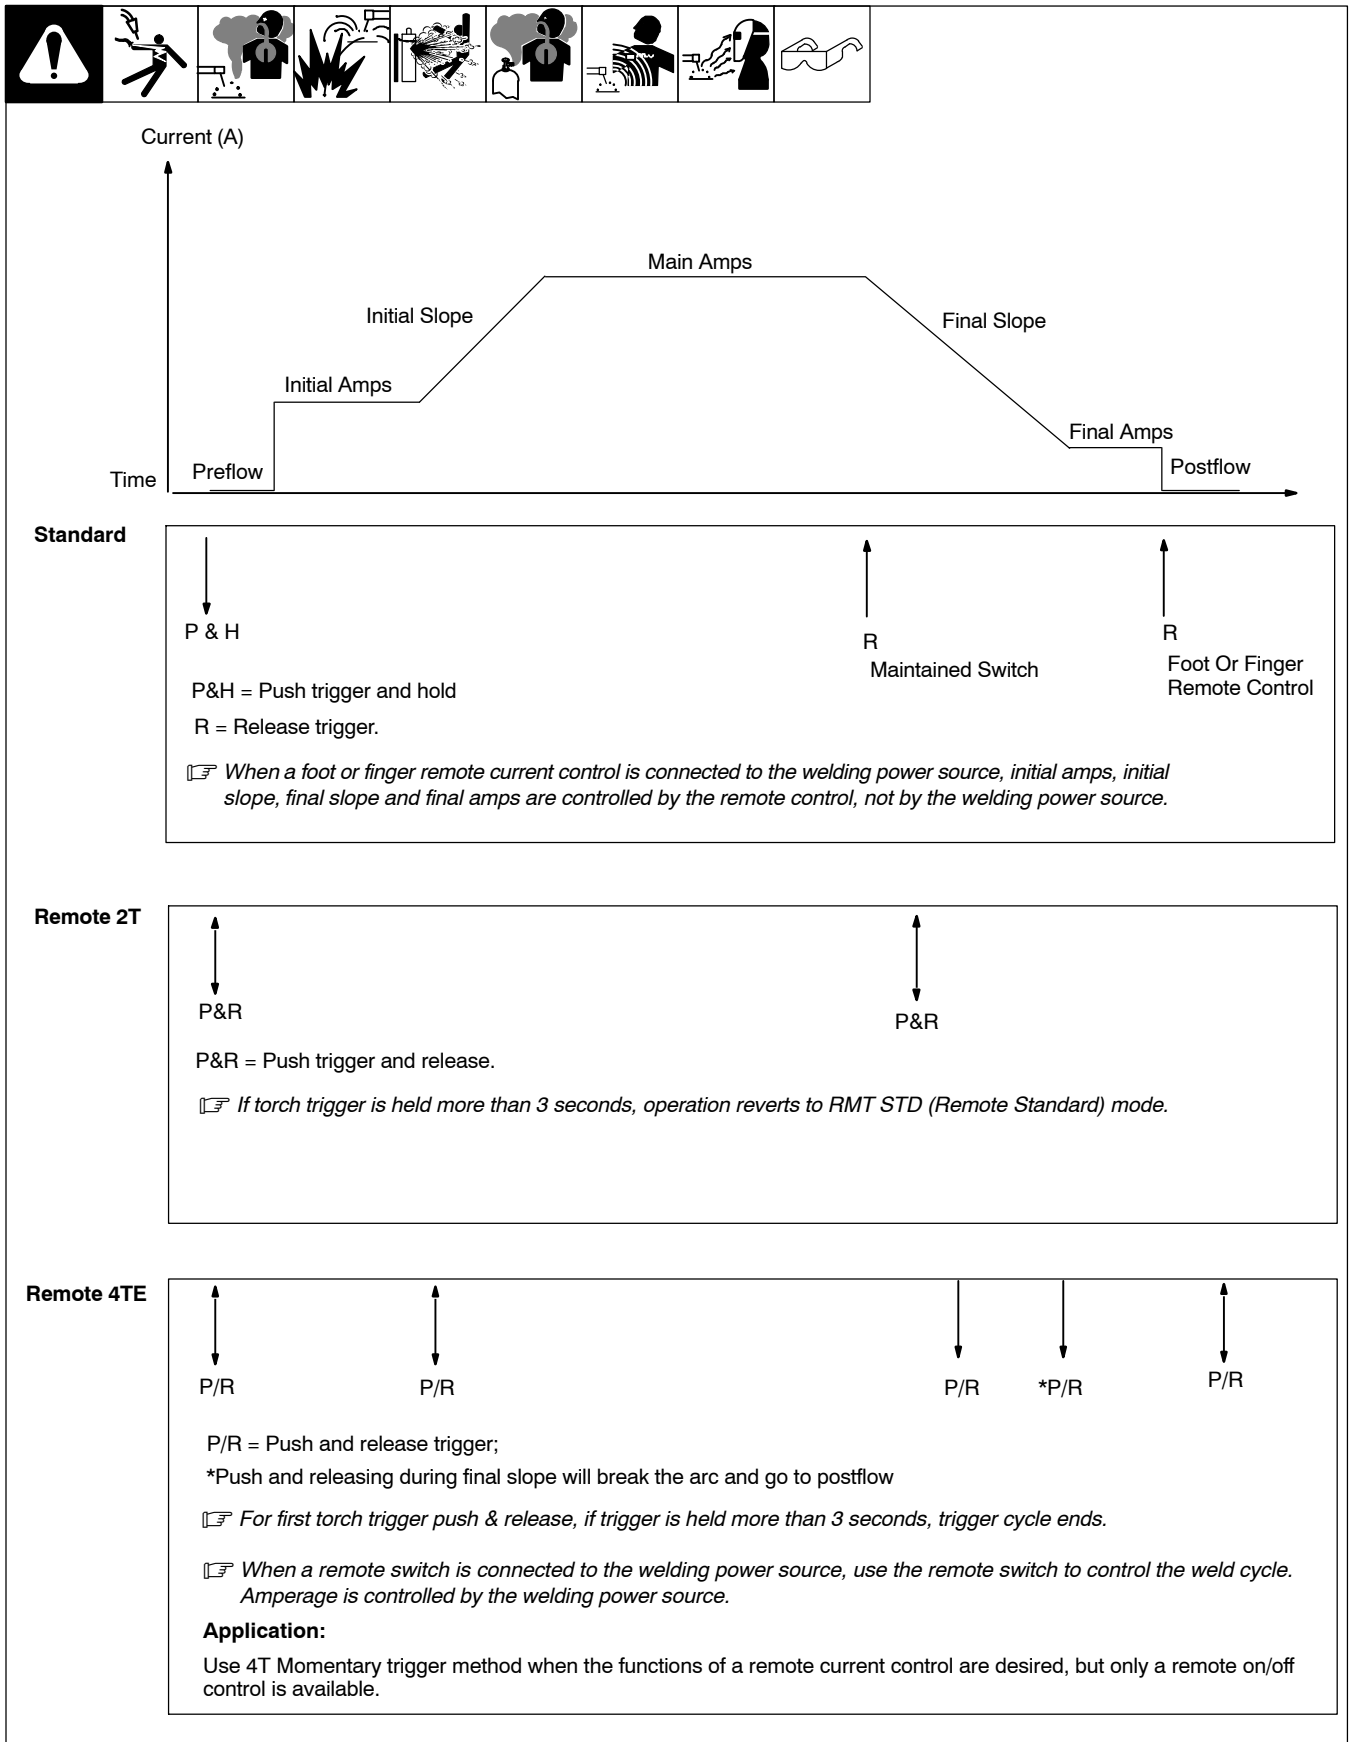 Current (A)
Main Amps
Initial Slope
Final Slope
Initial Amps
Final Amps
Time
Preflow
Postflow
Standard
P & H
R
Maintained Switch
R
Foot Or Finger
Remote Control
P&H = Push trigger and hold
R = Release trigger.
When a foot or finger remote current control is connected to the welding power source, initial amps, initial
slope, final slope and final amps are controlled by the remote control, not by the welding power source.
Remote 2T
P&R
P&R
P&R = Push trigger and release.
If torch trigger is held more than 3 seconds, operation reverts to RMT STD (Remote Standard) mode.
Remote 4TE
P/R
P/R
P/R
*P/R
P/R
P/R = Push and release trigger;
*Push and releasing during final slope will break the arc and go to postflow
For first torch trigger push & release, if trigger is held more than 3 seconds, trigger cycle ends.
When a remote switch is connected to the welding power source, use the remote switch to control the weld cycle.
Amperage is controlled by the welding power source.
Application:
Use 4T Momentary trigger method when the functions of a remote current control are desired, but only a remote on/off
control is available.